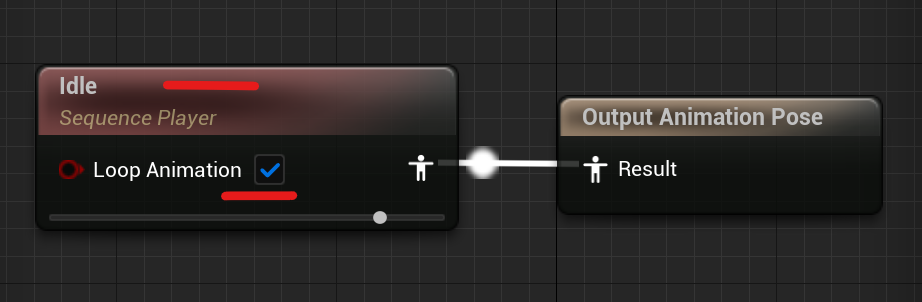 Idle
Sequence Player
Loop Animation
Output Animation Pose
Result